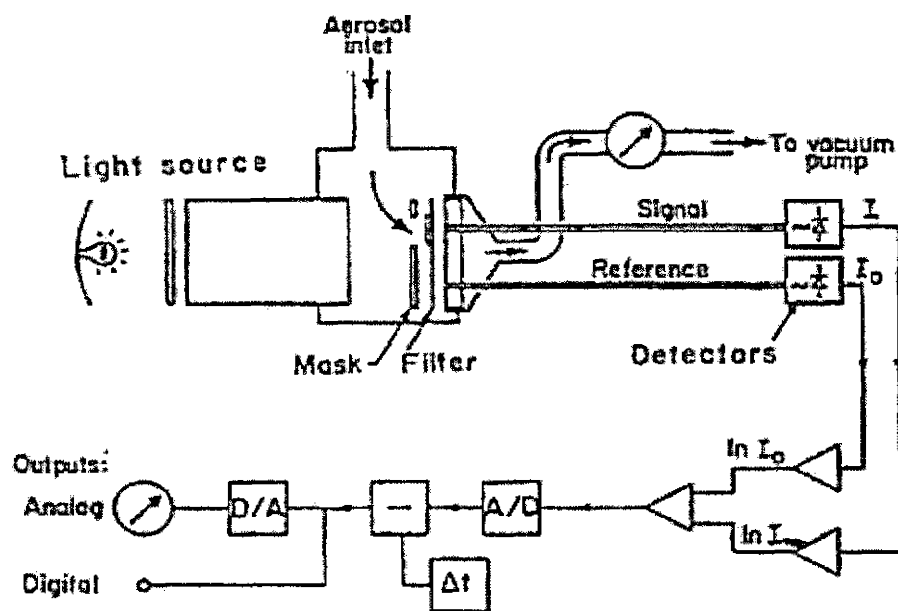 Aerosol
inlet
Light source
To vacuum
pump
Signal
I
Reference
I₀
Mask
Filter
Detectors
ln I₀
Outputs:
Analog
D/A
−
A/D
ln I
Digital
Δt